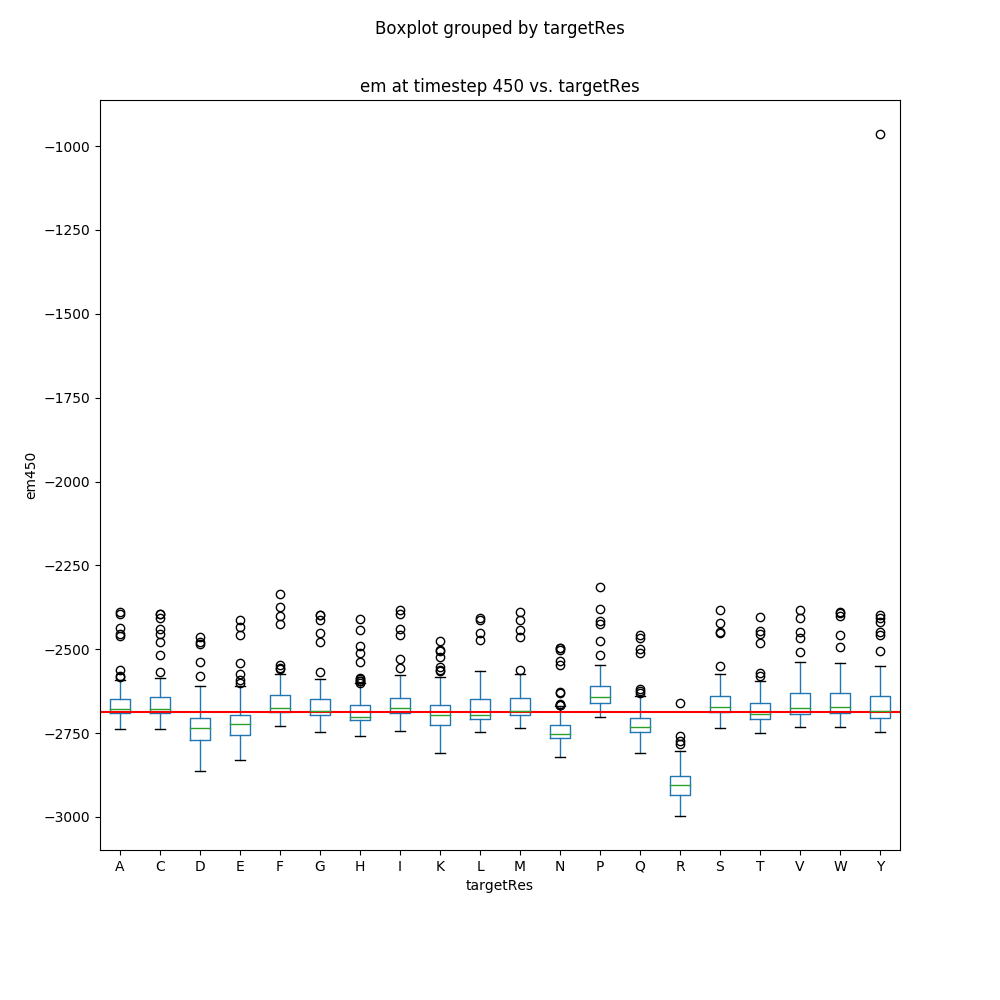 Boxplot grouped by targetRes
em at timestep 450 vs. targetRes
−1000
−1250
−1500
−1750
−2000
−2250
−2500
−2750
−3000
em450
A C D E F G H I K L M N P Q R S T V W Y
targetRes